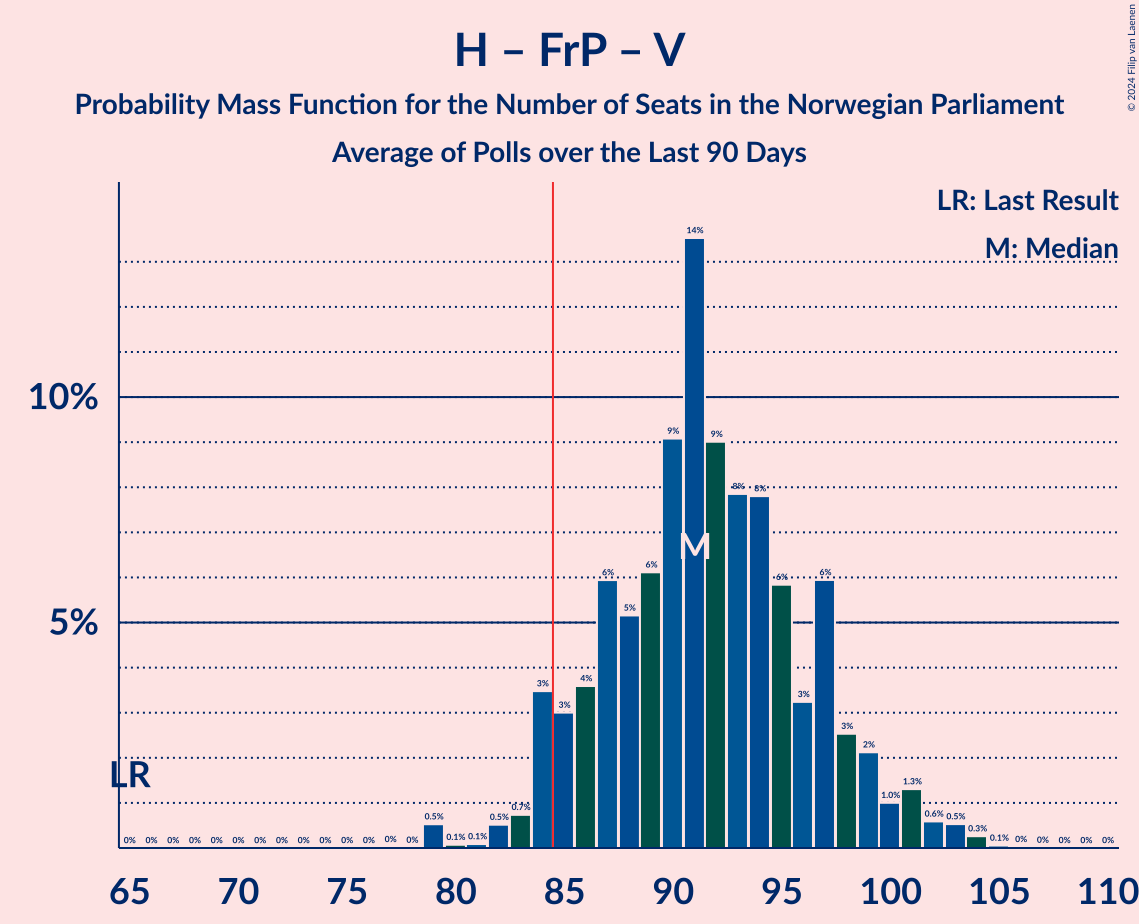 H – FrP – V
Probability Mass Function for the Number of Seats in the Norwegian Parliament
Average of Polls over the Last 90 Days
© 2024 Filip van Laenen
LR: Last Result
M: Median
10%
5%
LR
M
0% 0% 0% 0% 0% 0% 0% 0% 0% 0% 0% 0% 0% 0% 0.5% 0.1% 0.1% 0.5% 0.7% 3% 3% 4% 6% 5% 6% 9% 14% 9% 8% 8% 6% 3% 6% 3% 2% 1.0% 1.3% 0.6% 0.5% 0.3% 0.1% 0% 0% 0% 0% 0%
65 70 75 80 85 90 95 100 105 110